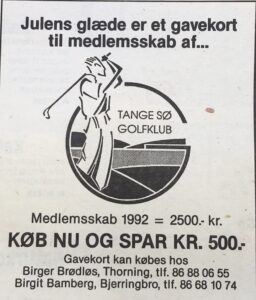 Julens glæde er et gavekort
til medlemsskab af...
TANGE SØ
GOLFKLUB
Medlemsskab 1992 = 2500.- kr.
KØB NU OG SPAR KR. 500.-
Gavekort kan købes hos
Birger Brødløs, Thorning, tlf. 86 88 06 55
Birgit Bamberg, Bjerringbro, tlf. 86 68 10 74